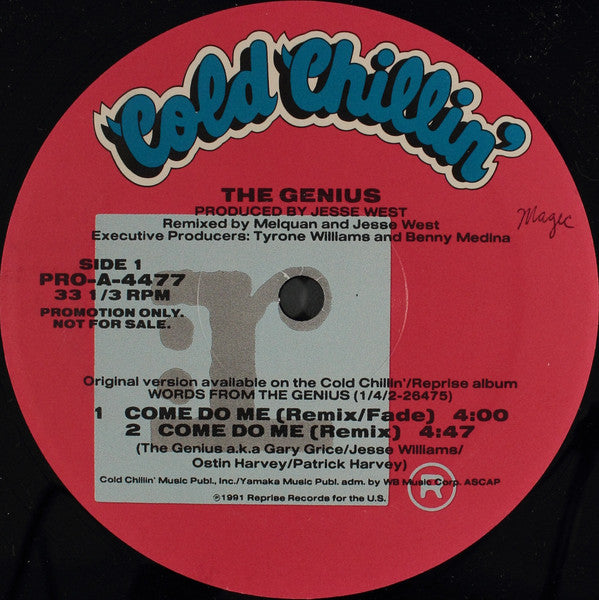 Cold Chillin'
THE GENIUS
PRODUCED BY JESSE WEST
Remixed by Melquan and Jesse West
Executive Producers: Tyrone Williams and Benny Medina
Magic
SIDE 1
PRO-A-4477
33 1/3 RPM
PROMOTION ONLY.
NOT FOR SALE.
r
Original version available on the Cold Chillin'/Reprise album
WORDS FROM THE GENIUS (1/4/2-26475)
1 COME DO ME (Remix/Fade) 4:00
2 COME DO ME (Remix) 4:47
(The Genius a.k.a Gary Grice/Jesse Williams/
Ostin Harvey/Patrick Harvey)
Cold Chillin' Music Publ., Inc./Yamaka Music Publ. adm. by WB Music Corp. ASCAP
R
℗1991 Reprise Records for the U.S.